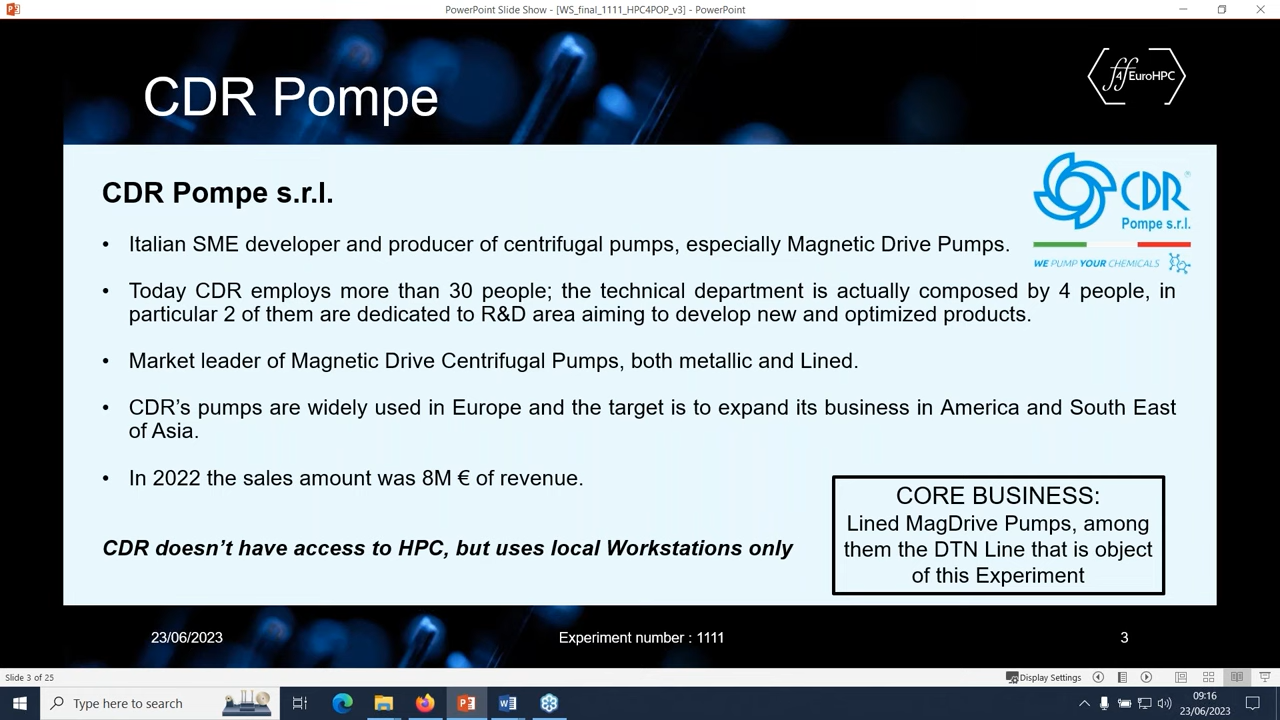 PowerPoint Slide Show - [WS_final_1111_HPC4POP_v3] - PowerPoint
CDR Pompe
ff4EuroHPC
CDR Pompe s.r.l.
CDR
Pompe s.r.l.
WE PUMP YOUR CHEMICALS
• Italian SME developer and producer of centrifugal pumps, especially Magnetic Drive Pumps.
• Today CDR employs more than 30 people; the technical department is actually composed by 4 people, in
particular 2 of them are dedicated to R&D area aiming to develop new and optimized products.
• Market leader of Magnetic Drive Centrifugal Pumps, both metallic and Lined.
• CDR’s pumps are widely used in Europe and the target is to expand its business in America and South East
of Asia.
• In 2022 the sales amount was 8M € of revenue.
CDR doesn’t have access to HPC, but uses local Workstations only
CORE BUSINESS:
Lined MagDrive Pumps, among
them the DTN Line that is object
of this Experiment
23/06/2023
Experiment number : 1111
3
Slide 3 of 25
Display Settings
Type here to search
09:16
23/06/2023